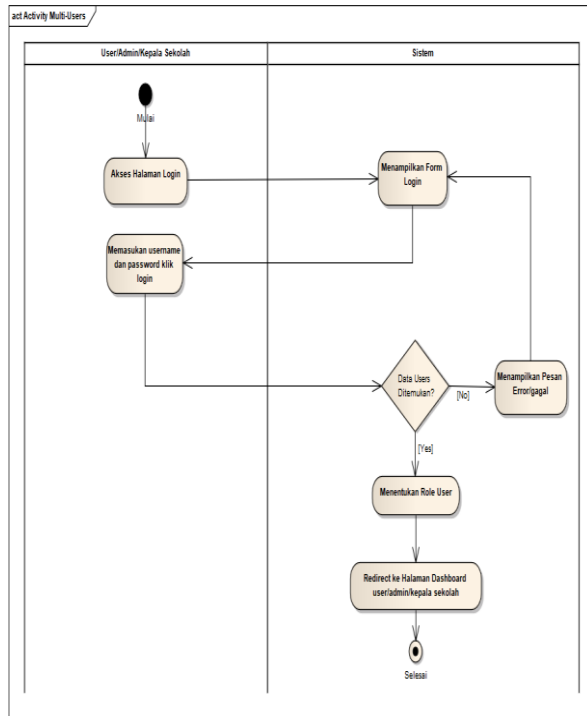 act Activity Multi-Users
User/Admin/Kepala Sekolah
Sistem
Mulai
Akses Halaman Login
Menampilkan Form
Login
Memasukan username
dan password klik
login
Data Users
Ditemukan?
[No]
Menampilkan Pesan
Error/gagal
[Yes]
Menentukan Role User
Redirect ke Halaman Dashboard
user/admin/kepala sekolah
Selesai